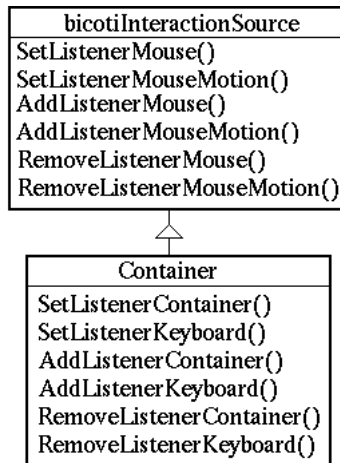 bicotiInteractionSource
SetListenerMouse()
SetListenerMouseMotion()
AddListenerMouse()
AddListenerMouseMotion()
RemoveListenerMouse()
RemoveListenerMouseMotion()
Container
SetListenerContainer()
SetListenerKeyboard()
AddListenerContainer()
AddListenerKeyboard()
RemoveListenerContainer()
RemoveListenerKeyboard()